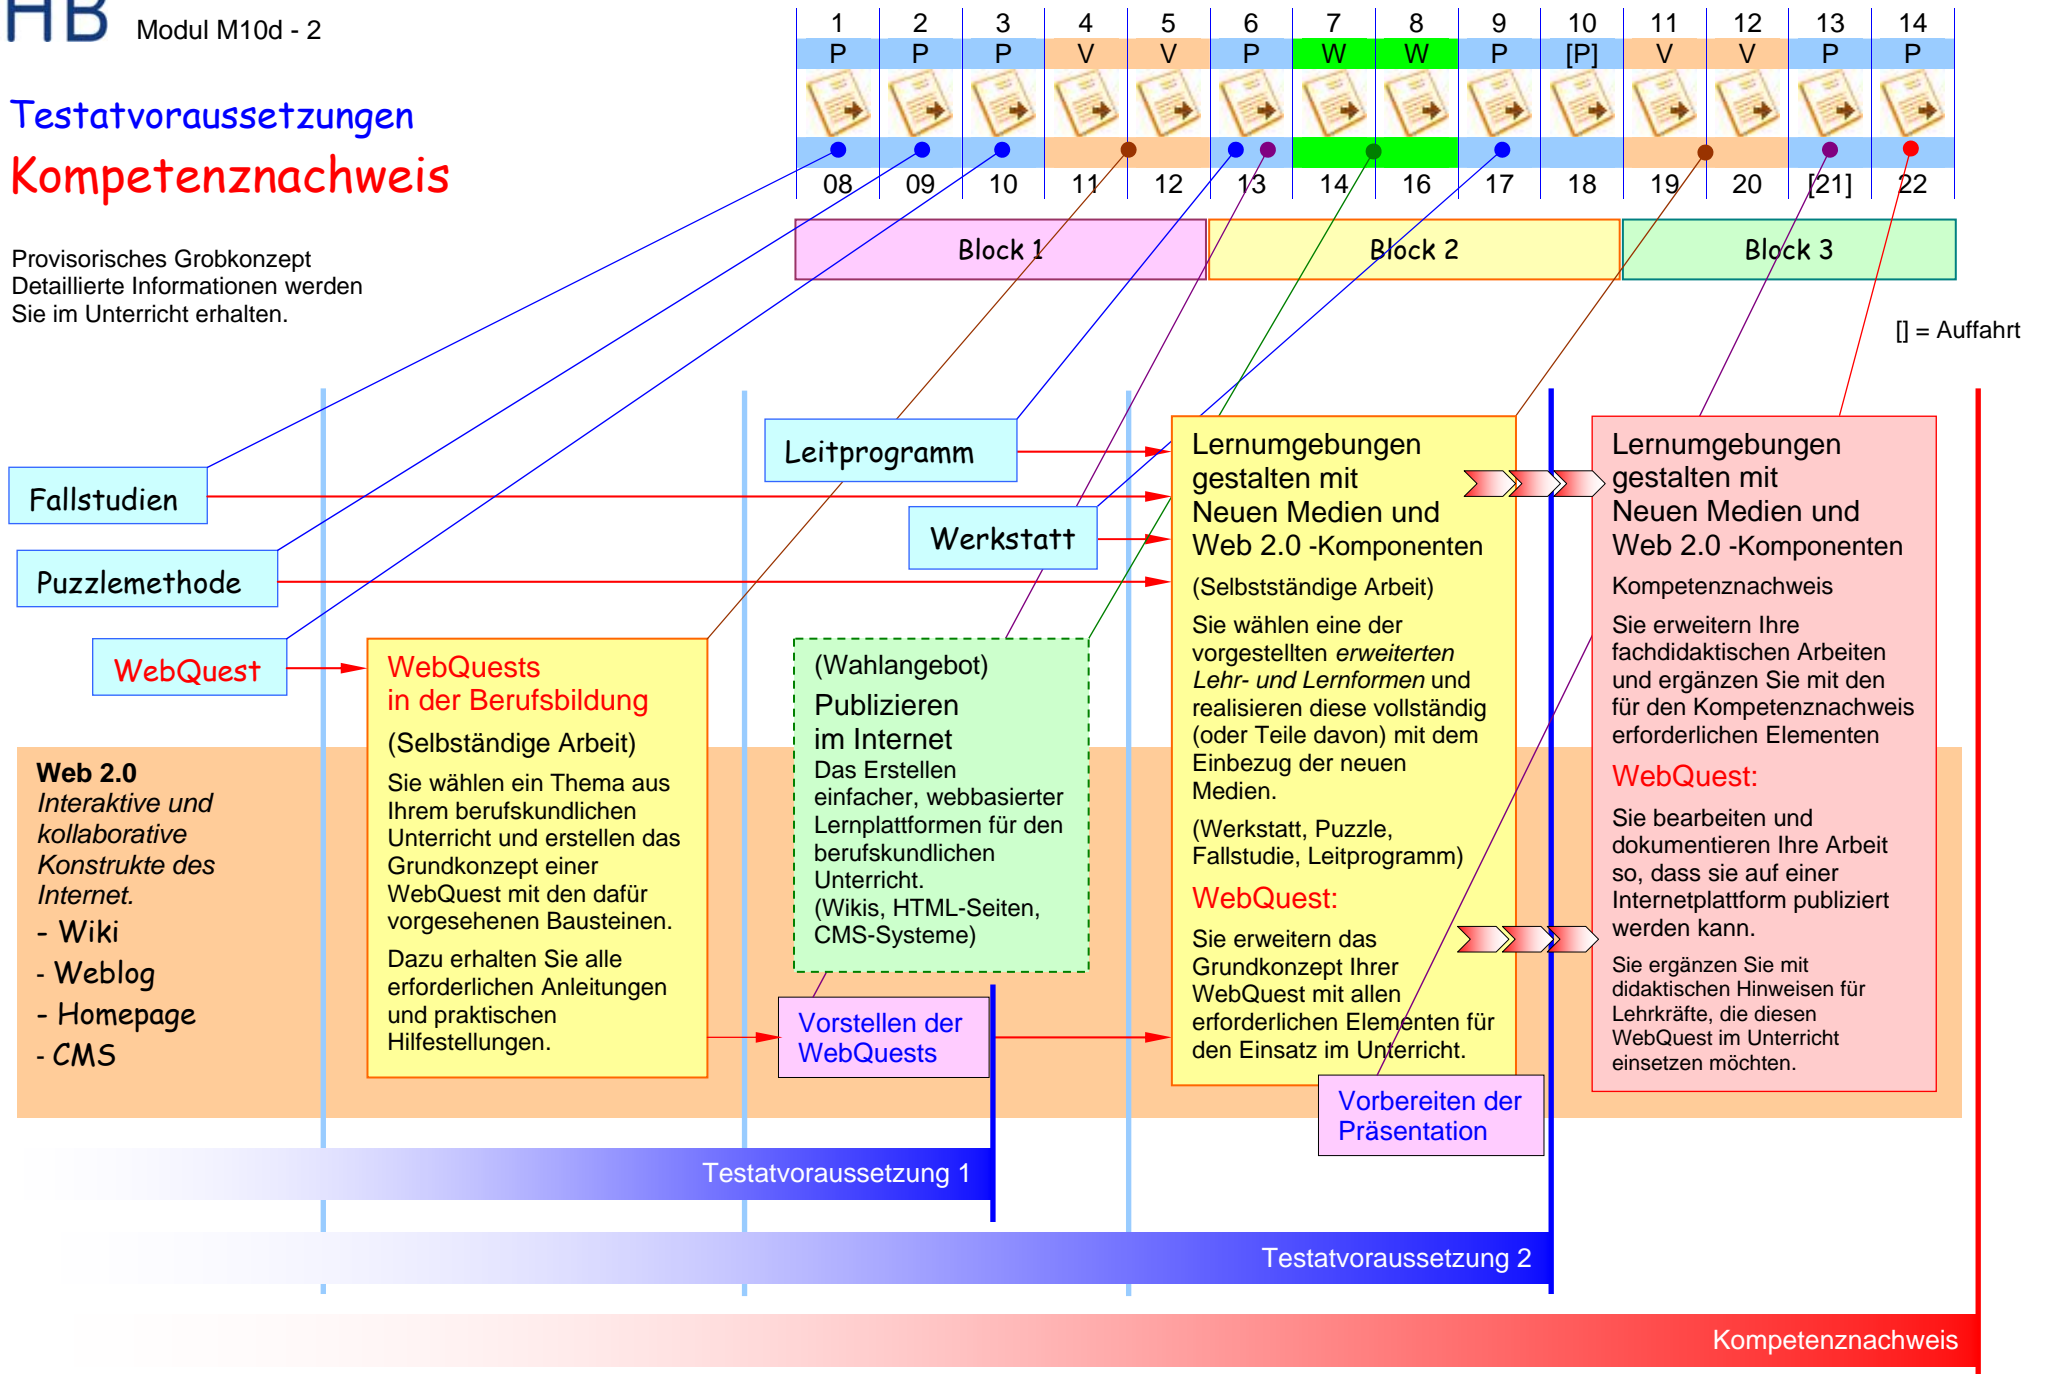 HB
Modul M10d - 2
Testatvoraussetzungen
Kompetenznachweis
Provisorisches Grobkonzept
Detaillierte Informationen werden
Sie im Unterricht erhalten.
1 2 3 4 5 6 7 8 9 10 11 12 13 14
P P P V V P W W P [P] V V P P
08 09 10 11 12 13 14 16 17 18 19 20 [21] 22
Block 1
Block 2
Block 3
[] = Auffahrt
Fallstudien
Puzzlemethode
WebQuest
Leitprogramm
Werkstatt
Web 2.0
Interaktive und
kollaborative
Konstrukte des
Internet.
- Wiki
- Weblog
- Homepage
- CMS
WebQuests
in der Berufsbildung
(Selbständige Arbeit)
Sie wählen ein Thema aus
Ihrem berufskundlichen
Unterricht und erstellen das
Grundkonzept einer
WebQuest mit den dafür
vorgesehenen Bausteinen.
Dazu erhalten Sie alle
erforderlichen Anleitungen
und praktischen
Hilfestellungen.
(Wahlangebot)
Publizieren
im Internet
Das Erstellen
einfacher, webbasierter
Lernplattformen für den
berufskundlichen
Unterricht.
(Wikis, HTML-Seiten,
CMS-Systeme)
Vorstellen der
WebQuests
Lernumgebungen
gestalten mit
Neuen Medien und
Web 2.0 -Komponenten
(Selbstständige Arbeit)
Sie wählen eine der
vorgestellten erweiterten
Lehr- und Lernformen und
realisieren diese vollständig
(oder Teile davon) mit dem
Einbezug der neuen
Medien.
(Werkstatt, Puzzle,
Fallstudie, Leitprogramm)
WebQuest:
Sie erweitern das
Grundkonzept Ihrer
WebQuest mit allen
erforderlichen Elementen für
den Einsatz im Unterricht.
Vorbereiten der
Präsentation
Lernumgebungen
gestalten mit
Neuen Medien und
Web 2.0 -Komponenten
Kompetenznachweis
Sie erweitern Ihre
fachdidaktischen Arbeiten
und ergänzen Sie mit den
für den Kompetenznachweis
erforderlichen Elementen
WebQuest:
Sie bearbeiten und
dokumentieren Ihre Arbeit
so, dass sie auf einer
Internetplattform publiziert
werden kann.
Sie ergänzen Sie mit
didaktischen Hinweisen für
Lehrkräfte, die diesen
WebQuest im Unterricht
einsetzen möchten.
Testatvoraussetzung 1
Testatvoraussetzung 2
Kompetenznachweis